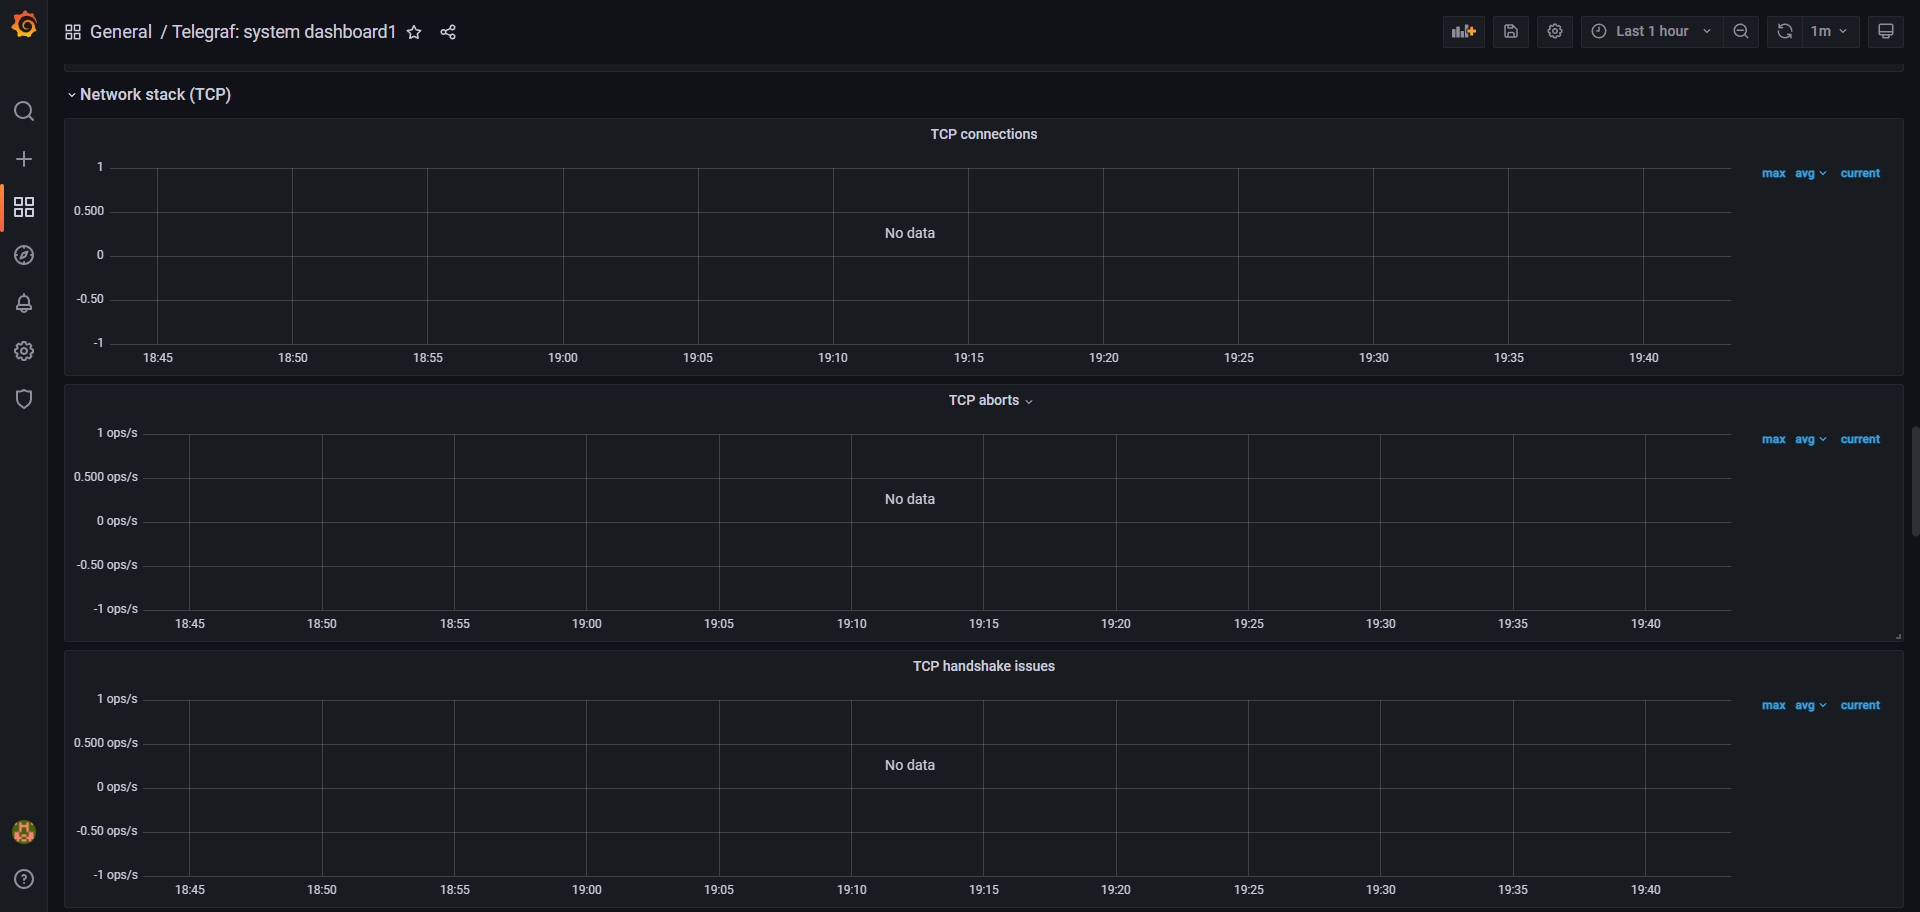 General / Telegraf: system dashboard1
Last 1 hour
1m
Network stack (TCP)
TCP connections
1
0.500
0
-0.50
-1
No data
max avg current
18:45 18:50 18:55 19:00 19:05 19:10 19:15 19:20 19:25 19:30 19:35 19:40
TCP aborts
1 ops/s
0.500 ops/s
0 ops/s
-0.50 ops/s
-1 ops/s
No data
max avg current
18:45 18:50 18:55 19:00 19:05 19:10 19:15 19:20 19:25 19:30 19:35 19:40
TCP handshake issues
1 ops/s
0.500 ops/s
0 ops/s
-0.50 ops/s
-1 ops/s
No data
max avg current
18:45 18:50 18:55 19:00 19:05 19:10 19:15 19:20 19:25 19:30 19:35 19:40